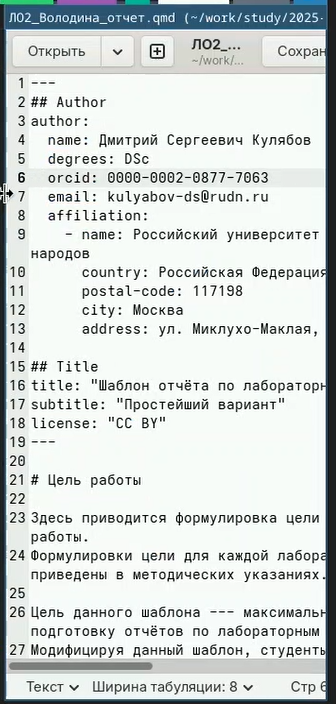 ЛО2_Володина_отчет.qmd (~/work/study/2025-
Открыть
ЛО2_...
~/work/...
Сохран
1 ---
2 ## Author
3 author:
4   name: Дмитрий Сергеевич Кулябов
5   degrees: DSc
6   orcid: 0000-0002-0877-7063
7   email: kulyabov-ds@rudn.ru
8   affiliation:
9     - name: Российский университет
народов
10       country: Российская Федерация
11       postal-code: 117198
12       city: Москва
13       address: ул. Миклухо-Маклая,
14
15 ## Title
16 title: "Шаблон отчёта по лабораторн
17 subtitle: "Простейший вариант"
18 license: "CC BY"
19 ---
20
21 # Цель работы
22
23 Здесь приводится формулировка цели
работы.
24 Формулировки цели для каждой лабора
приведены в методических указаниях.
25
26 Цель данного шаблона --- максимальн
подготовку отчётов по лабораторным
27 Модифицируя данный шаблон, студенты
Текст
Ширина табуляции: 8
Стр 6